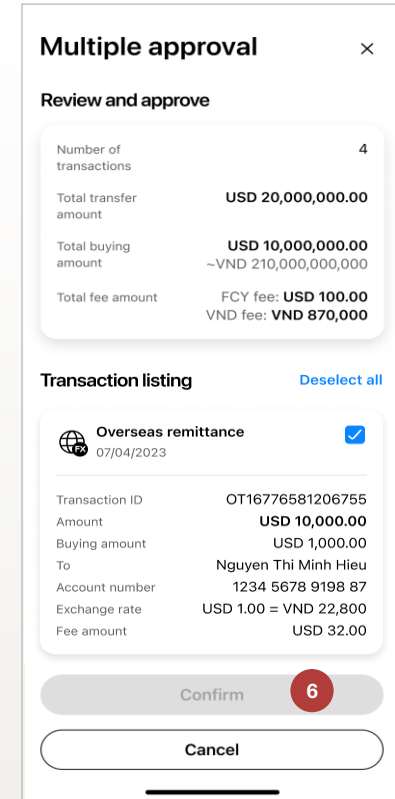 Multiple approval
Review and approve
Number of transactions 4
Total transfer amount USD 20,000,000.00
Total buying amount USD 10,000,000.00
~VND 210,000,000,000
Total fee amount FCY fee: USD 100.00
VND fee: VND 870,000
Transaction listing Deselect all
FX Overseas remittance
07/04/2023
Transaction ID OT16776581206755
Amount USD 10,000.00
Buying amount USD 1,000.00
To Nguyen Thi Minh Hieu
Account number 1234 5678 9198 87
Exchange rate USD 1.00 = VND 22,800
Fee amount USD 32.00
Confirm 6
Cancel